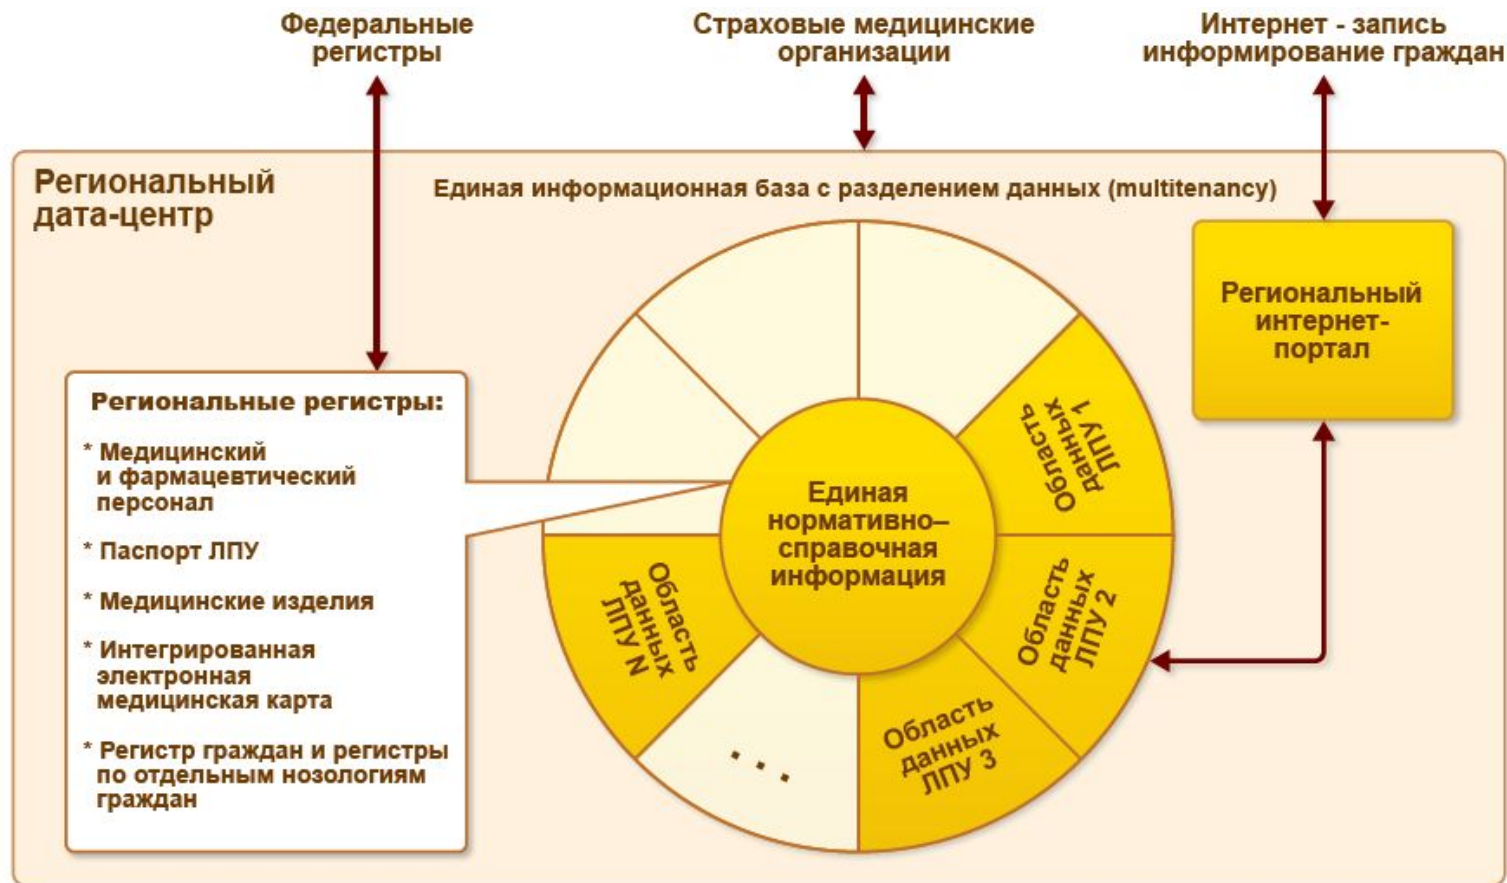 Федеральные
регистры
Страховые медицинские
организации
Интернет - запись
информирование граждан
Региональный
дата-центр
Единая информационная база с разделением данных (multitenancy)
Региональный
интернет-
портал
Региональные регистры:
* Медицинский
и фармацевтический
персонал
* Паспорт ЛПУ
* Медицинские изделия
* Интегрированная
электронная
медицинская карта
* Регистр граждан и регистры
по отдельным нозологиям
граждан
Единая
нормативно–
справочная
информация
Область
данных
ЛПУ 1
Область
данных
ЛПУ 2
Область
данных
ЛПУ 3
. . .
Область
данных
ЛПУ N